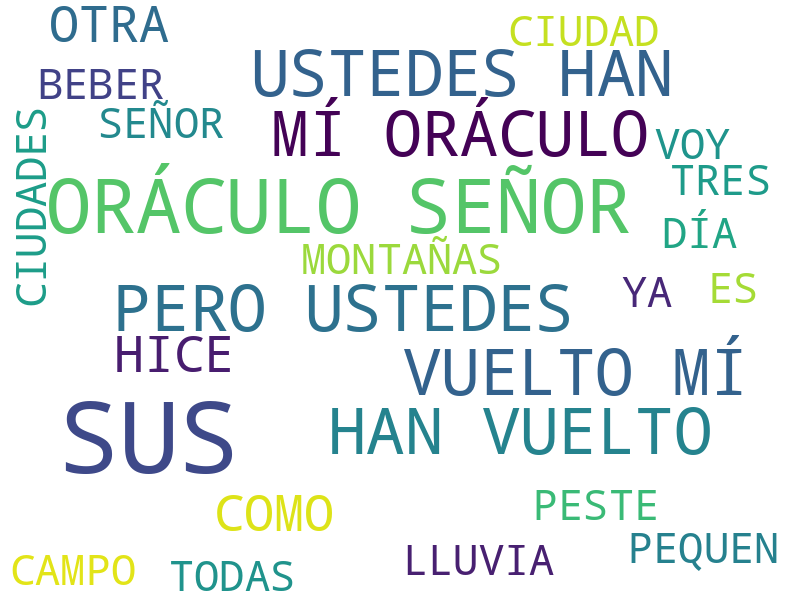 OTRA
CIUDAD
USTEDES HAN
BEBER
SEÑOR
MÍ ORÁCULO
VOY
TRES
CIUDADES
ORÁCULO SEÑOR
DÍA
MONTAÑAS
YA
ES
PERO USTEDES
HICE
VUELTO MÍ
SUS
HAN VUELTO
COMO
PESTE
CAMPO
TODAS
LLUVIA
PEQUEN